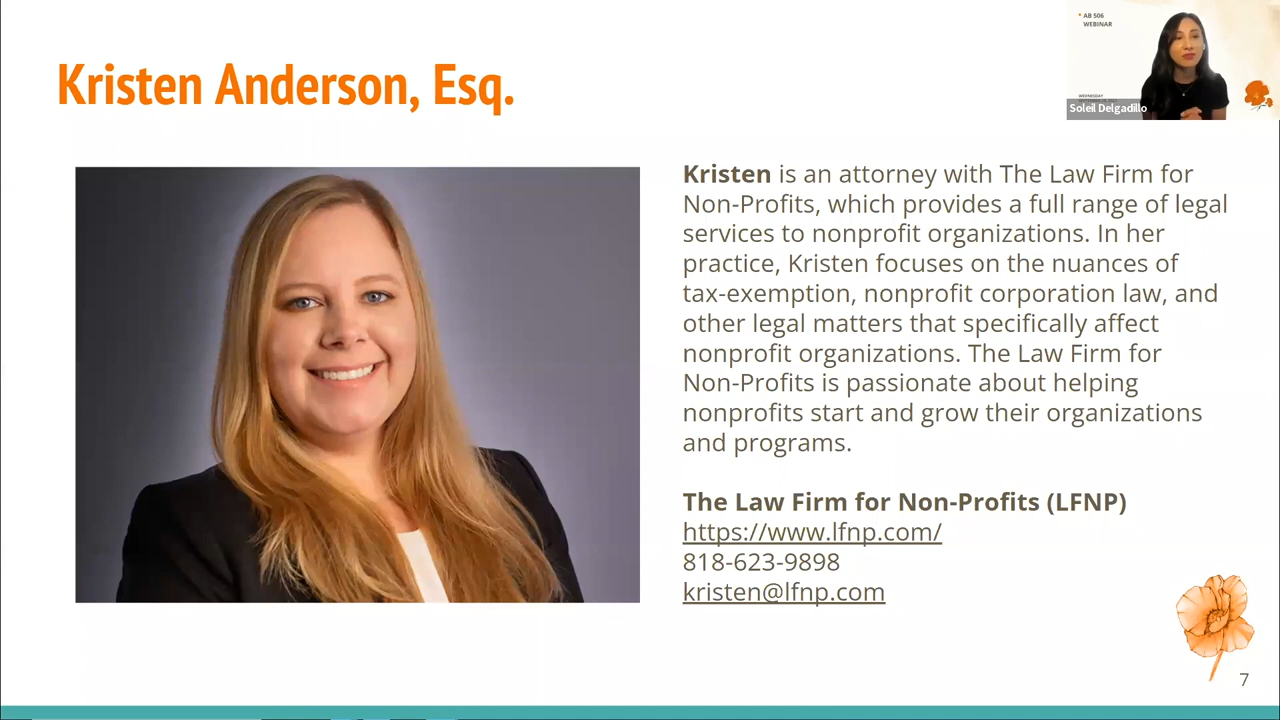 Kristen Anderson, Esq.
AB 506
WEBINAR
WEDNESDAY
Soleil Delgadillo
Kristen is an attorney with The Law Firm for
Non-Profits, which provides a full range of legal
services to nonprofit organizations. In her
practice, Kristen focuses on the nuances of
tax-exemption, nonprofit corporation law, and
other legal matters that specifically affect
nonprofit organizations. The Law Firm for
Non-Profits is passionate about helping
nonprofits start and grow their organizations
and programs.
The Law Firm for Non-Profits (LFNP)
https://www.lfnp.com/
818-623-9898
kristen@lfnp.com
7